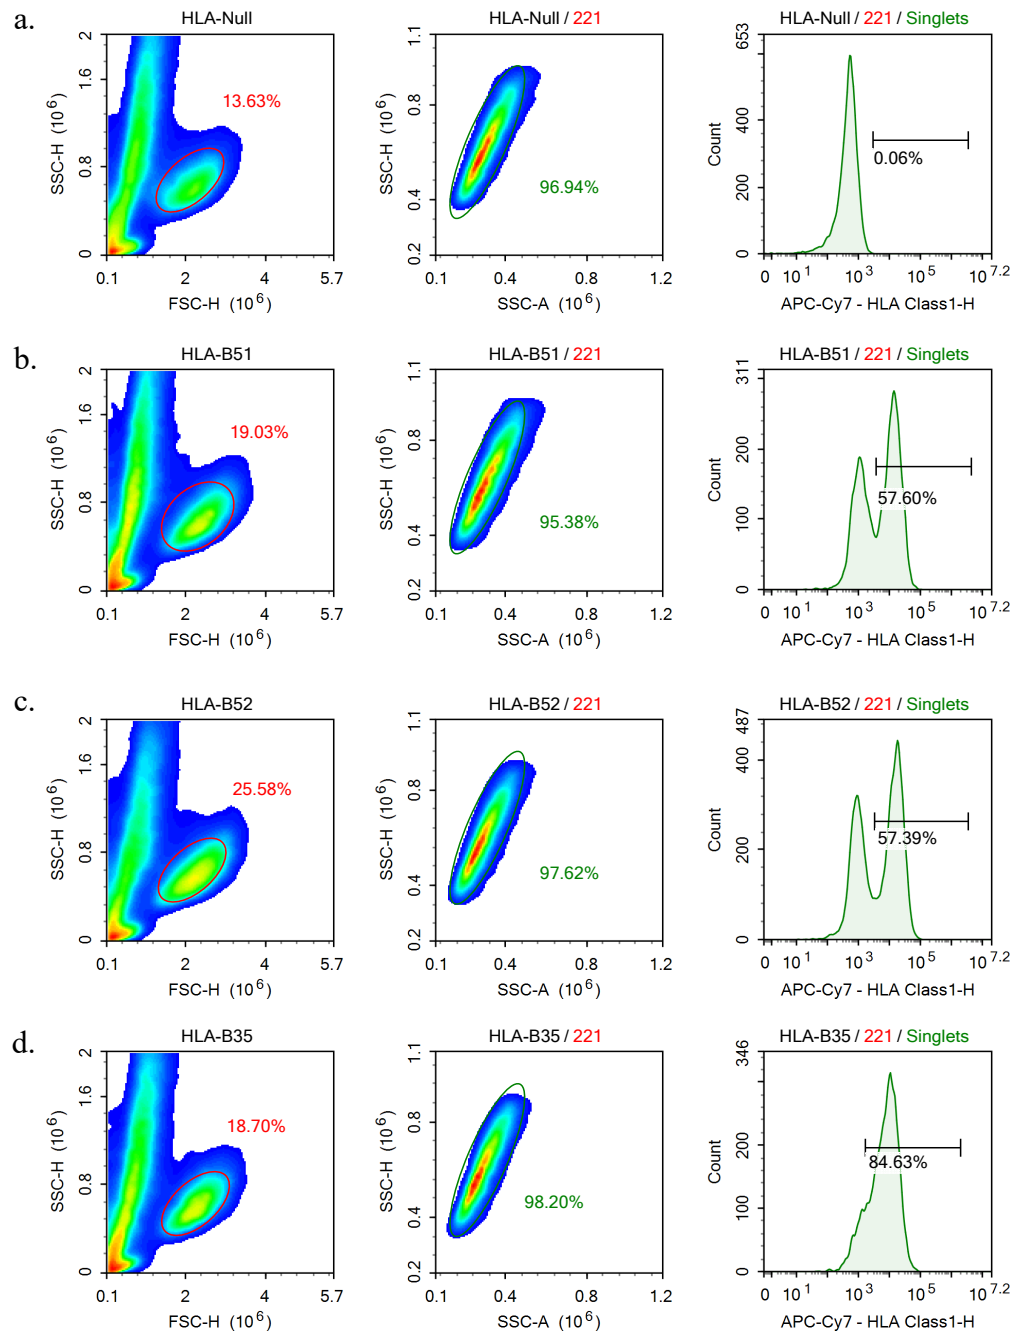 a.
HLA-Null
2
1.6
0.8
0
SSC-H (10 6)
13.63%
0.1 2 4 5.7
FSC-H (10 6)
HLA-Null / 221
1.1
0.8
0.4
0.2
SSC-H (10 6)
96.94%
0.1 0.4 1.2
SSC-A (10 6)
HLA-Null / 221 / Singlets
653
400
200
0
Count
0.06%
0 10 1 10 3 10 5 10 7.2
APC-Cy7 - HLA Class1-H
b.
HLA-B51
2
1.6
0.8
0
SSC-H (10 6)
19.03%
0.1 2 4 5.7
FSC-H (10 6)
HLA-B51 / 221
1.1
0.8
0.4
0.2
SSC-H (10 6)
95.38%
0.1 0.4 1.2
SSC-A (10 6)
HLA-B51 / 221 / Singlets
311
200
100
0
Count
57.60%
0 10 1 10 3 10 5 10 7.2
APC-Cy7 - HLA Class1-H
c.
HLA-B52
2
1.6
0.8
0
SSC-H (10 6)
25.58%
0.1 2 4 5.7
FSC-H (10 6)
HLA-B52 / 221
1.1
0.8
0.4
0.2
SSC-H (10 6)
97.62%
0.1 0.4 1.2
SSC-A (10 6)
HLA-B52 / 221 / Singlets
487
400
200
0
Count
57.39%
0 10 1 10 3 10 5 10 7.2
APC-Cy7 - HLA Class1-H
d.
HLA-B35
2
1.6
0.8
0
SSC-H (10 6)
18.70%
0.1 2 4 5.7
FSC-H (10 6)
HLA-B35 / 221
1.1
0.8
0.4
0.2
SSC-H (10 6)
98.20%
0.1 0.4 1.2
SSC-A (10 6)
HLA-B35 / 221 / Singlets
346
200
100
0
Count
84.63%
0 10 1 10 3 10 5 10 7.2
APC-Cy7 - HLA Class1-H